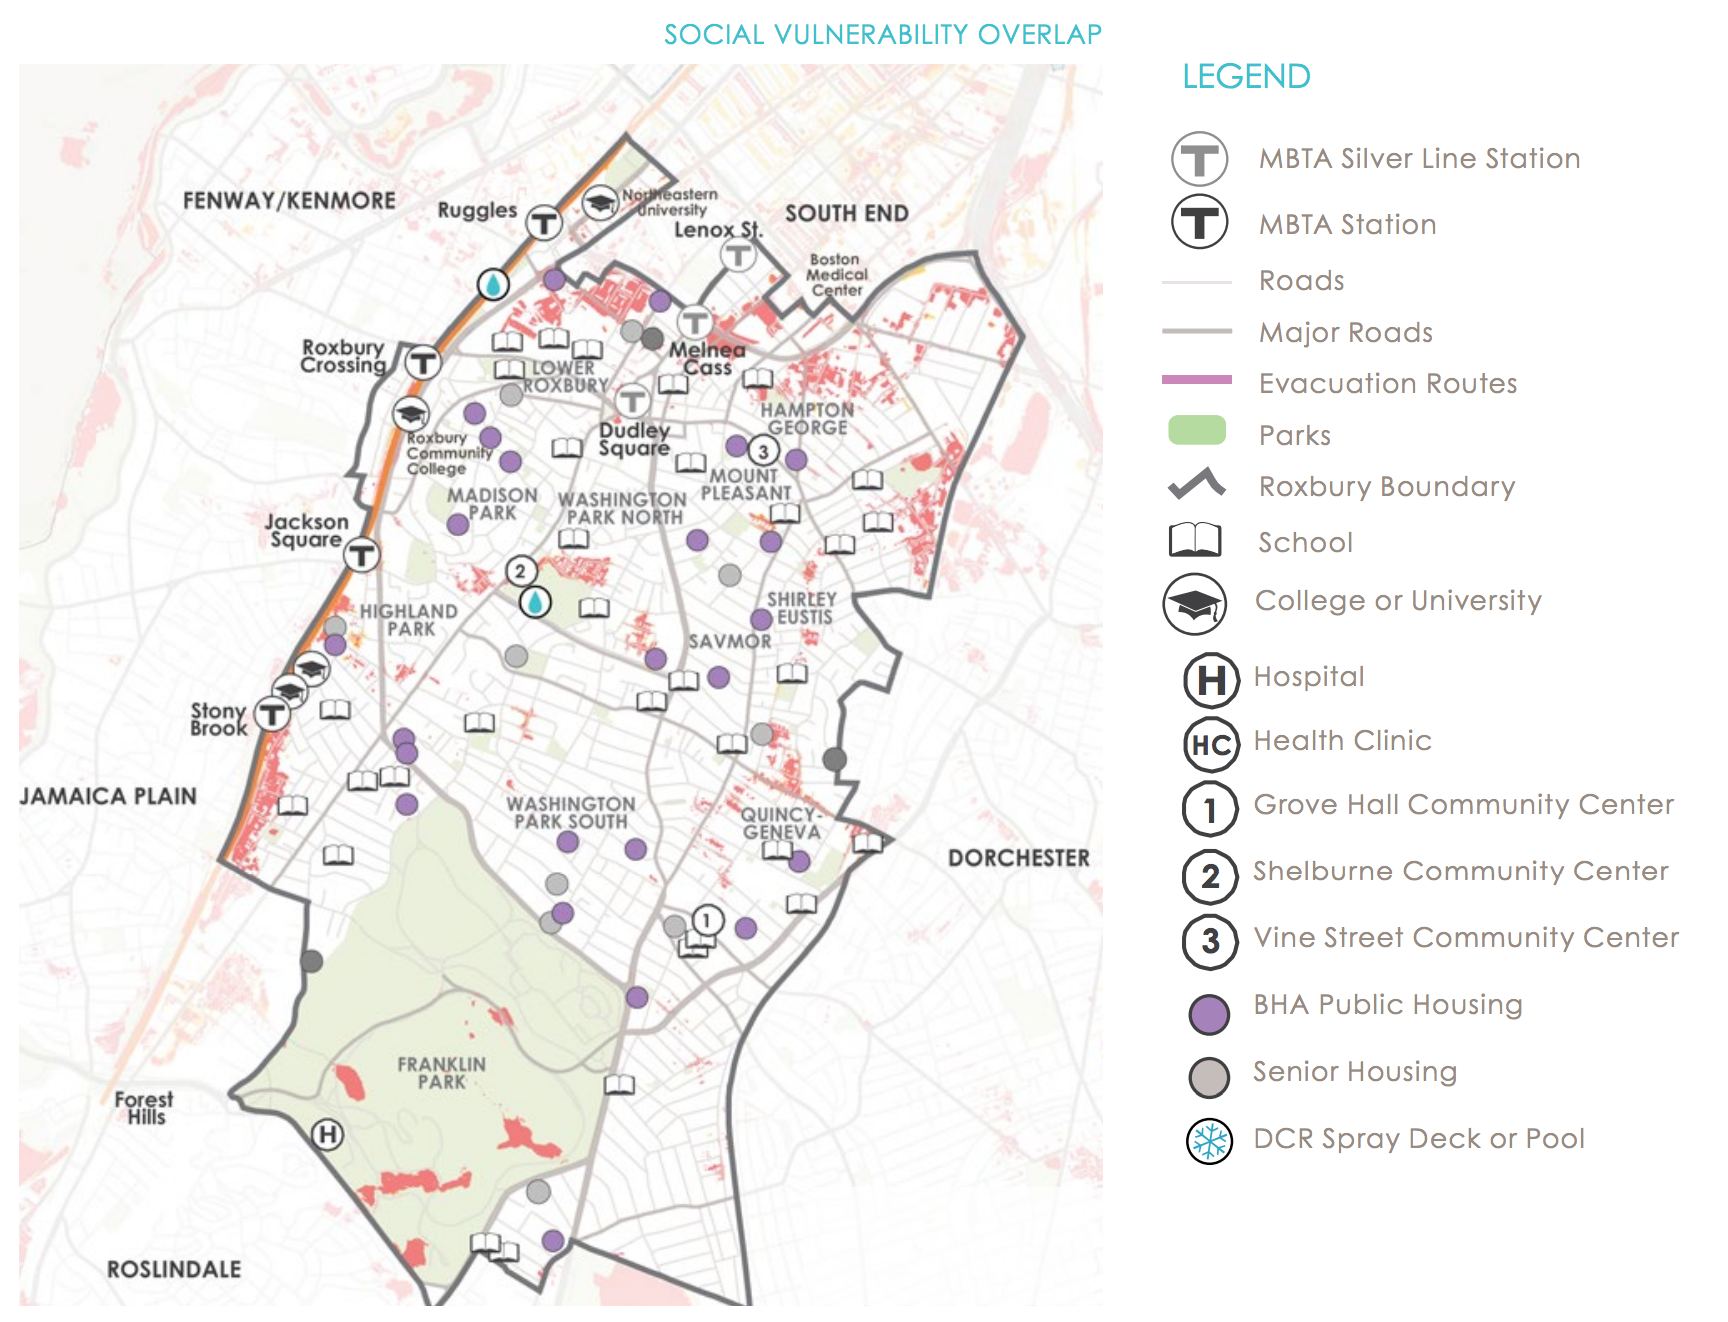 SOCIAL VULNERABILITY OVERLAP
FENWAY/KENMORE
Ruggles
T
Northeastern
University
Lenox St.
T
SOUTH END
Boston
Medical
Center
T
Melnea
Cass
Roxbury
Crossing
T
LOWER
ROXBURY
T
Dudley
Square
HAMPTON
GEORGE
3
Roxbury
Community
College
MOUNT
PLEASANT
MADISON
PARK
WASHINGTON
PARK NORTH
Jackson
Square
T
2
HIGHLAND
PARK
SHIRLEY
EUSTIS
SAVMOR
Stony
Brook
T
JAMAICA PLAIN
WASHINGTON
PARK SOUTH
QUINCY-
GENEVA
DORCHESTER
1
FRANKLIN
PARK
Forest
Hills
H
ROSLINDALE
LEGEND
T MBTA Silver Line Station
T MBTA Station
Roads
Major Roads
Evacuation Routes
Parks
Roxbury Boundary
School
College or University
H Hospital
HC Health Clinic
1 Grove Hall Community Center
2 Shelburne Community Center
3 Vine Street Community Center
BHA Public Housing
Senior Housing
DCR Spray Deck or Pool